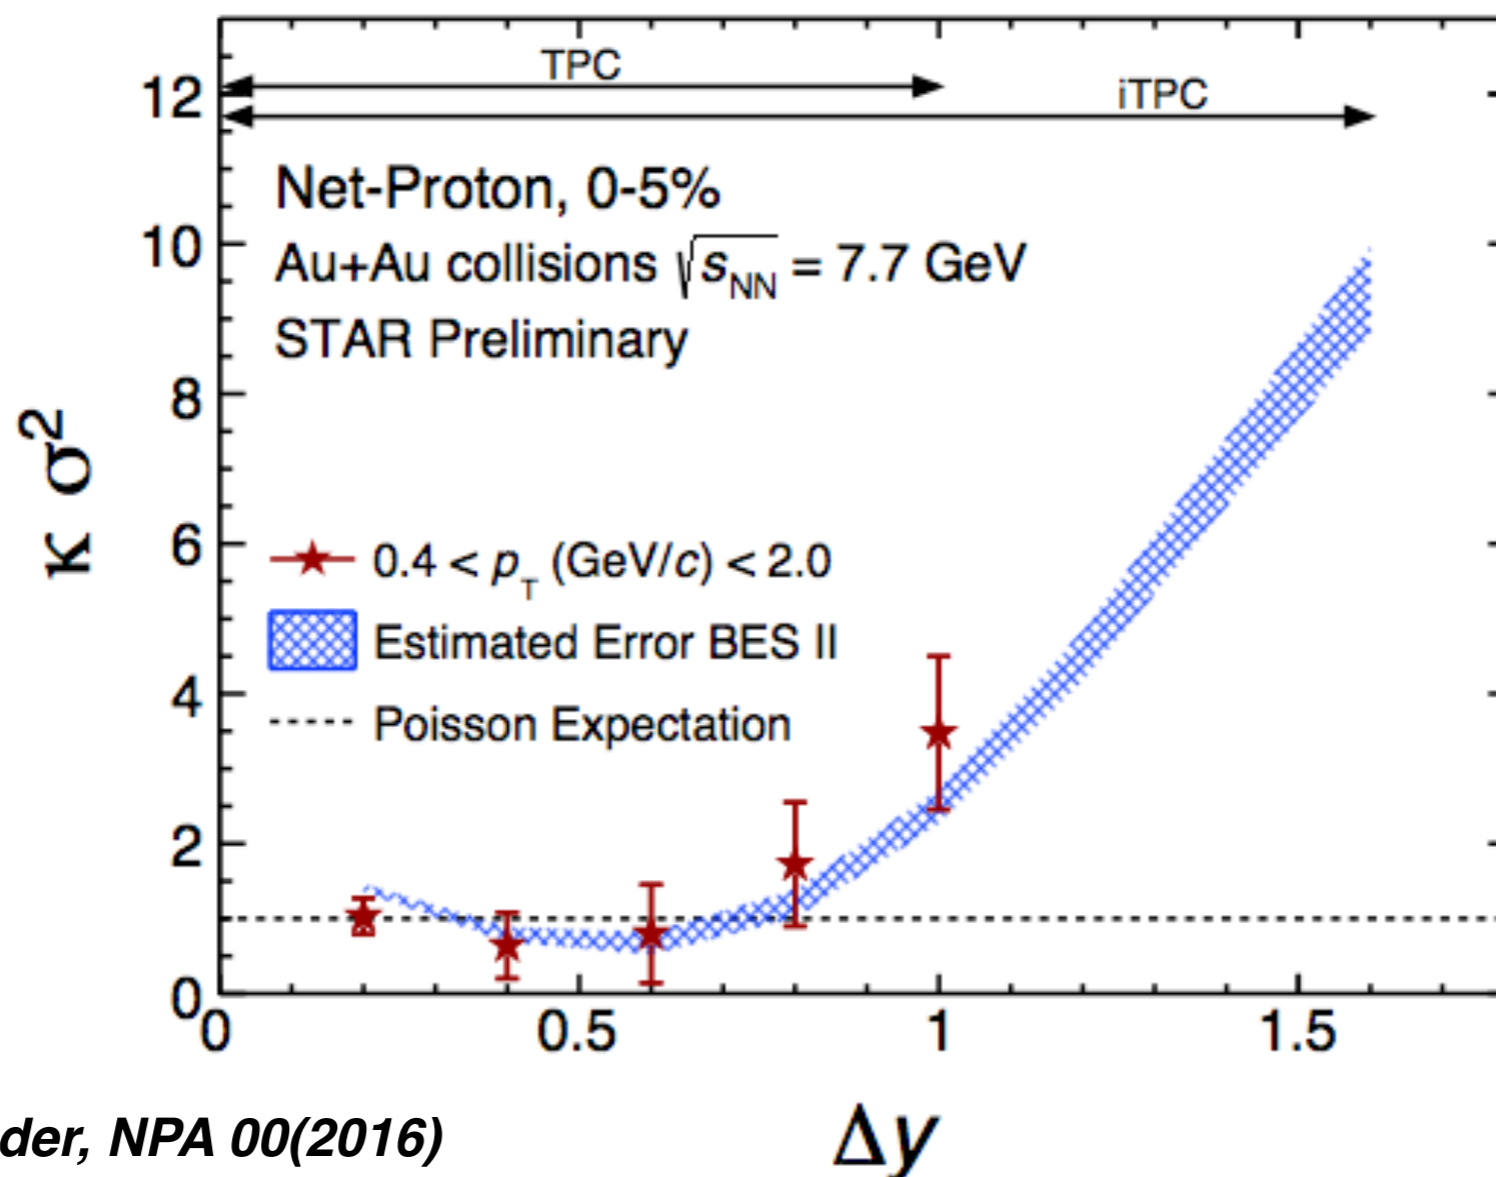 TPC
iTPC
12
10
8
6
4
2
0
Net-Proton, 0-5%
Au+Au collisions √sNN = 7.7 GeV
STAR Preliminary
κ σ2
0.4 < pT (GeV/c) < 2.0
Estimated Error BES II
Poisson Expectation
0 0.5 1 1.5
Δy
der, NPA 00(2016)